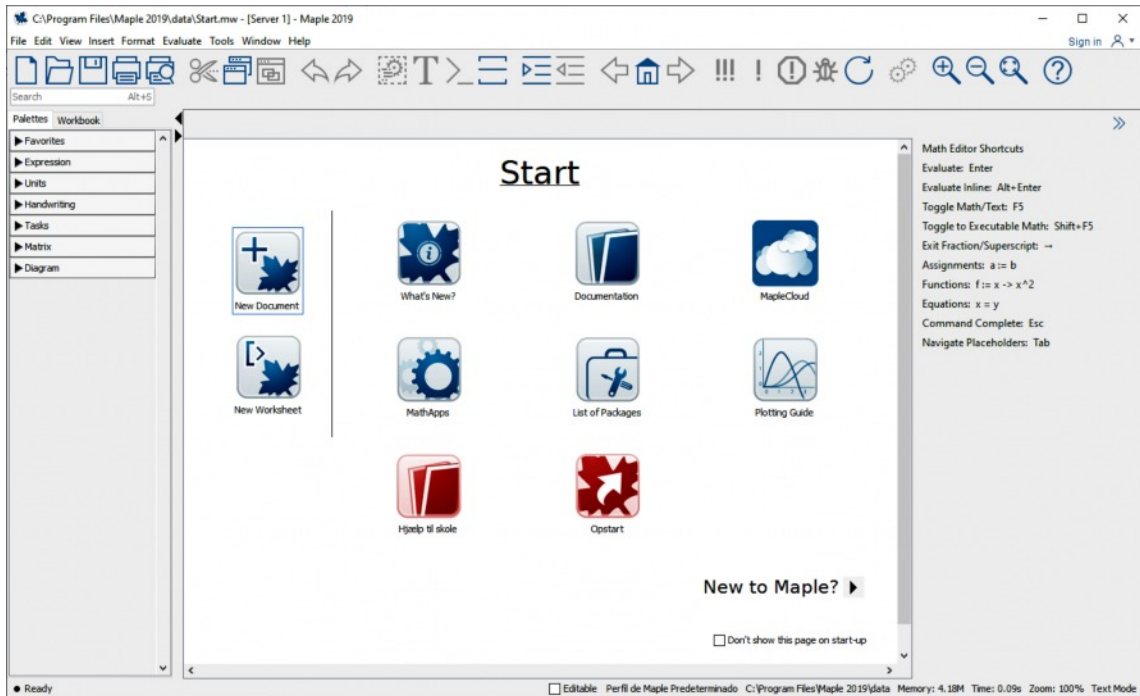 C:\Program Files\Maple 2019\data\Start.mw - [Server 1] - Maple 2019
File Edit View Insert Format Evaluate Tools Window Help
Sign in
Search Alt+S
Palettes Workbook
Favorites
Expression
Units
Handwriting
Tasks
Matrix
Diagram
Start
New Document
What's New?
Documentation
MapleCloud
New Worksheet
MathApps
List of Packages
Plotting Guide
Hjælp til skole
Opstart
New to Maple?
Don't show this page on start-up
Math Editor Shortcuts
Evaluate: Enter
Evaluate Inline: Alt+Enter
Toggle Math/Text: F5
Toggle to Executable Math: Shift+F5
Exit Fraction/Superscript: →
Assignments: a := b
Functions: f := x -> x^2
Equations: x = y
Command Complete: Esc
Navigate Placeholders: Tab
Ready
Editable Perfil de Maple Predeterminado C:\Program Files\Maple 2019\data Memory: 4.18M Time: 0.09s Zoom: 100% Text Mode